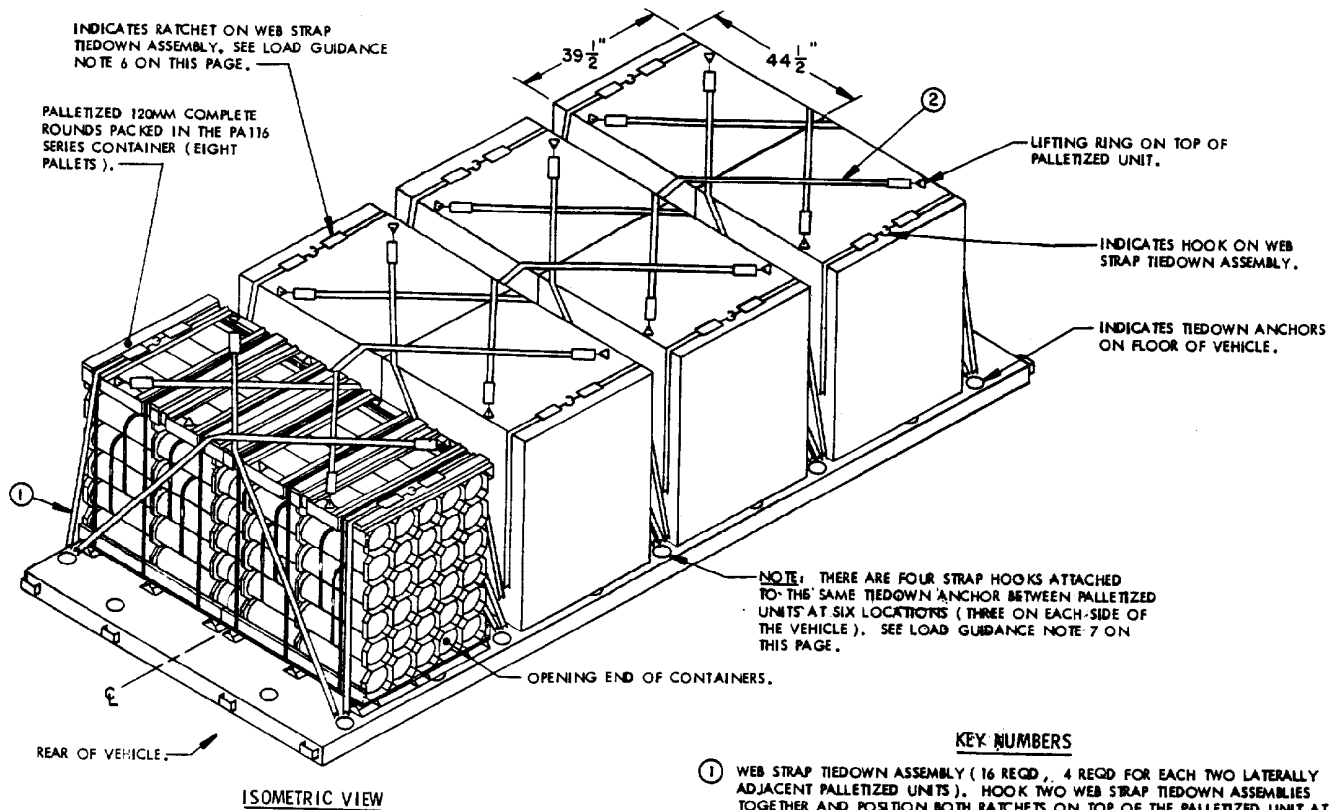 INDICATES RATCHET ON WEB STRAP
TIEDOWN ASSEMBLY. SEE LOAD GUIDANCE
NOTE 6 ON THIS PAGE.
PALLETIZED 120MM COMPLETE
ROUNDS PACKED IN THE PA116
SERIES CONTAINER (EIGHT
PALLETS).
39 1/2"
44 1/2"
2
LIFTING RING ON TOP OF
PALLETIZED UNIT.
INDICATES HOOK ON WEB
STRAP TIEDOWN ASSEMBLY.
INDICATES TIEDOWN ANCHORS
ON FLOOR OF VEHICLE.
1
NOTE: THERE ARE FOUR STRAP HOOKS ATTACHED
TO THE SAME TIEDOWN ANCHOR BETWEEN PALLETIZED
UNITS AT SIX LOCATIONS (THREE ON EACH SIDE OF
THE VEHICLE). SEE LOAD GUIDANCE NOTE 7 ON
THIS PAGE.
OPENING END OF CONTAINERS.
℄
REAR OF VEHICLE.
ISOMETRIC VIEW
KEY NUMBERS
1 WEB STRAP TIEDOWN ASSEMBLY (16 REQD, 4 REQD FOR EACH TWO LATERALLY
ADJACENT PALLETIZED UNITS). HOOK TWO WEB STRAP TIEDOWN ASSEMBLIES
TOGETHER AND POSITION BOTH RATCHETS ON TOP OF THE PALLETIZED UNIT AT